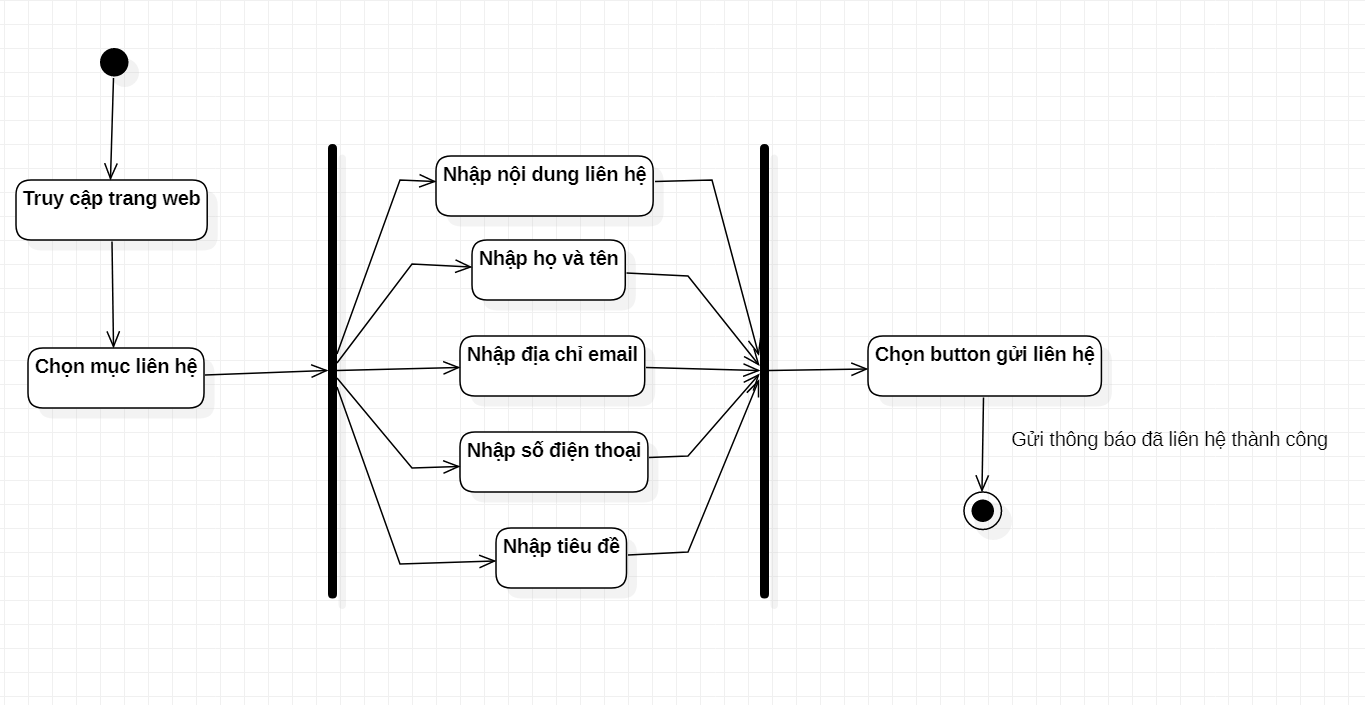 Truy cập trang web
Chọn mục liên hệ
Nhập nội dung liên hệ
Nhập họ và tên
Nhập địa chỉ email
Nhập số điện thoại
Nhập tiêu đề
Chọn button gửi liên hệ
Gửi thông báo đã liên hệ thành công